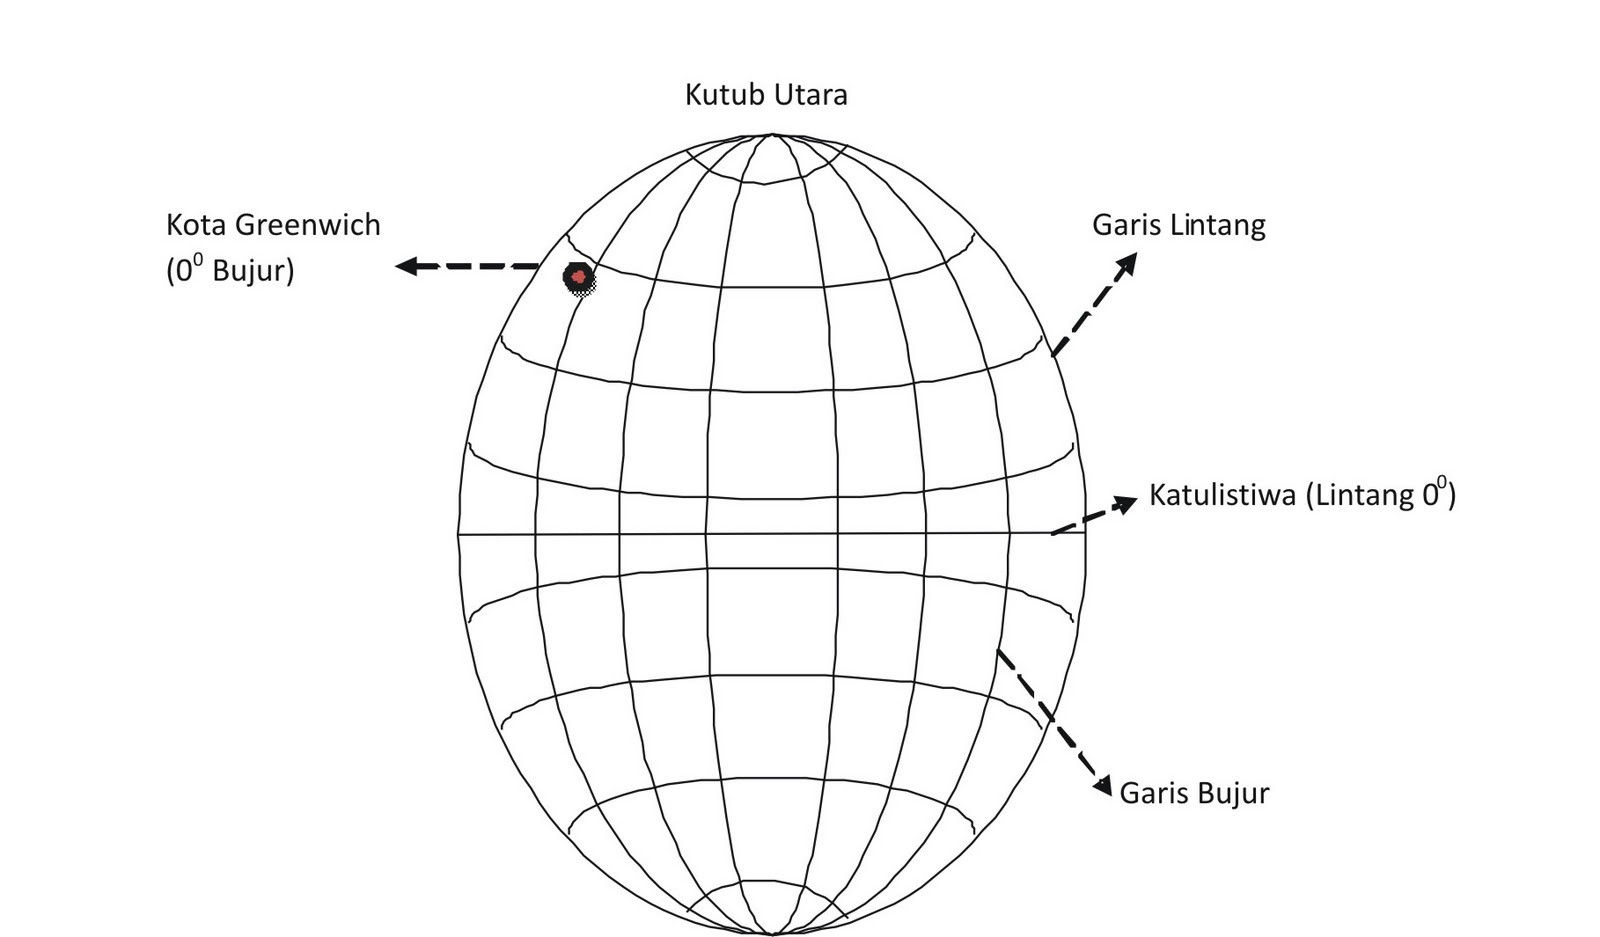 Kutub Utara
Kota Greenwich
(0⁰ Bujur)
Garis Lintang
Katulistiwa (Lintang 0⁰)
Garis Bujur